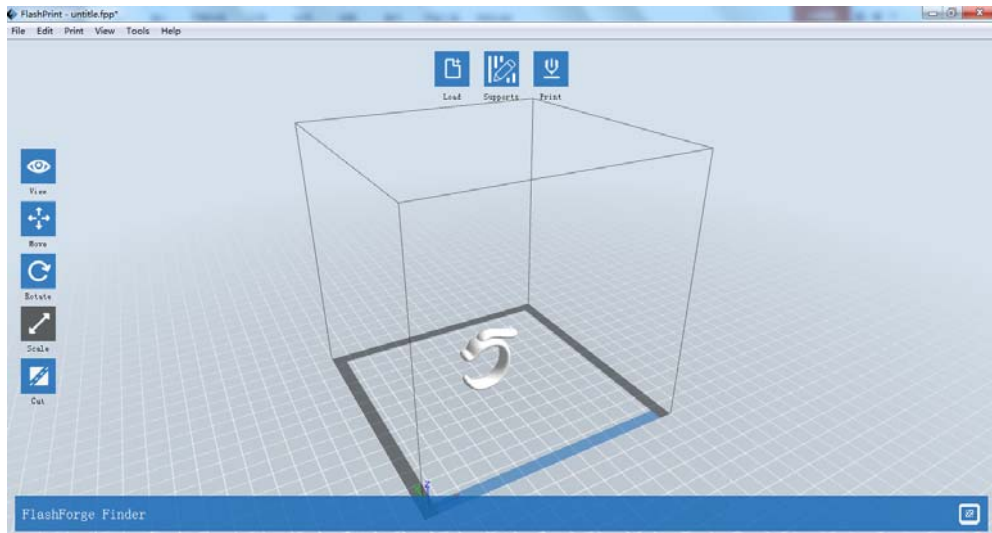 FlashPrint - untitle.fpp*
File Edit Print View Tools Help
Load Supports Print
View
Move
Rotate
Scale
Cut
5
Z
FlashForge Finder